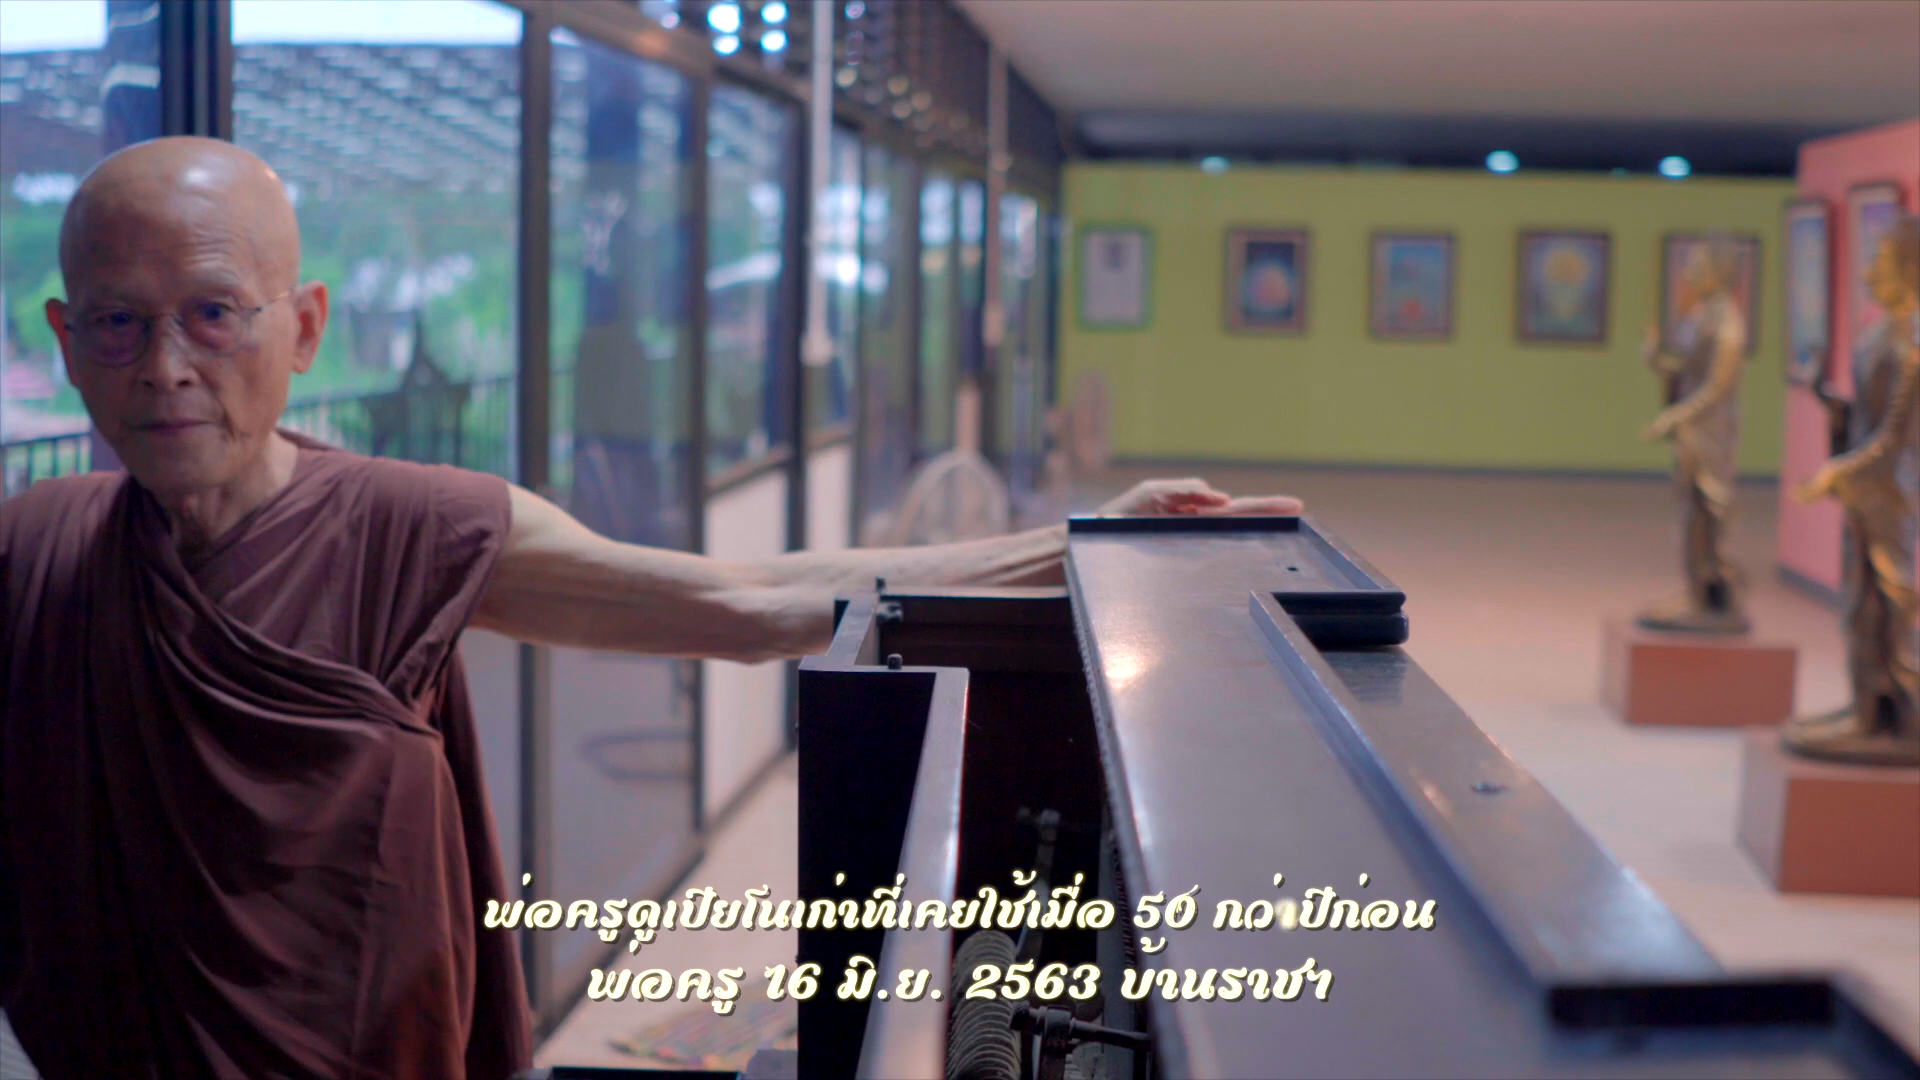 พ่อครูดูเปียโนเก่าที่เคยใช้เมื่อ 50 กว่าปีก่อน
พ่อครู 16 มิ.ย. 2563 บ้านราชฯ